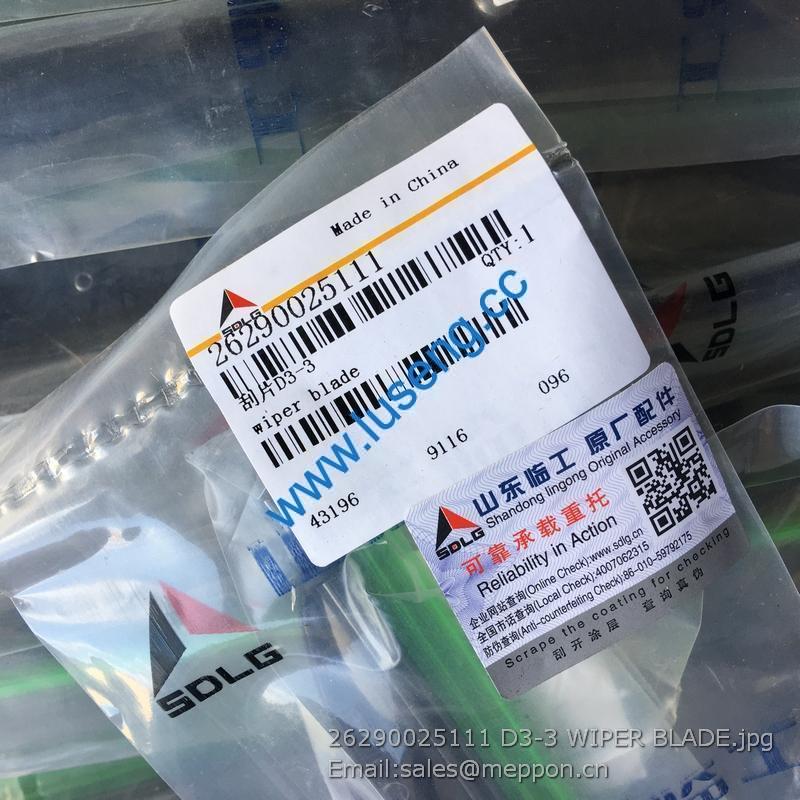 Made in China
SDLG
26290025111
QTY:1
刮片D3-3
wiper blade
www.luseng.cc
43196
9116
096
SDLG
山东临工 原厂配件
Shandong lingong Original Accessory
可靠承载重托
Reliability in Action
企业网站查询(Online Check):www.sdlg.cn
全国市话查询(Local Check):4007062315
防伪查询(Anti-counterfeiting Check):86-010-59792175
Scrape the coating for checking
刮开涂层 查询真伪
SDLG
SDLG
26290025111 D3-3 WIPER BLADE.jpg
Email:sales@meppon.cn